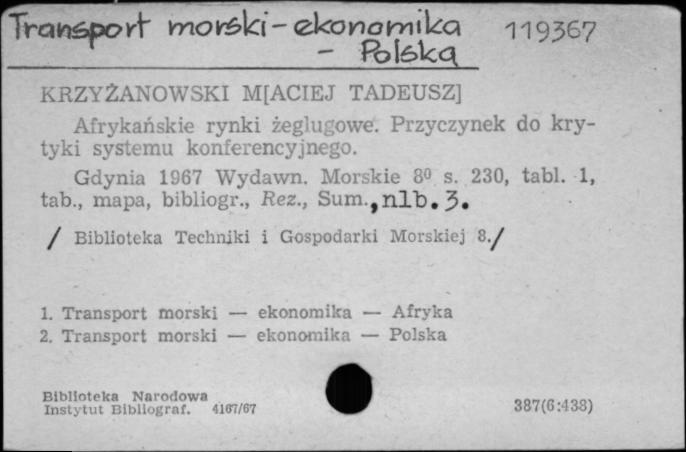 Transport morski - ekonomika 119367
- Polska
KRZYŻANOWSKI M[ACIEJ TADEUSZ]
Afrykańskie rynki żeglugowe. Przyczynek do kry-
tyki systemu konferencyjnego.
Gdynia 1967 Wydawn. Morskie 8⁰ s. 230, tabl. 1,
tab., mapa, bibliogr., Rez., Sum., nlb. 3.
/ Biblioteka Techniki i Gospodarki Morskiej 8./
1. Transport morski — ekonomika — Afryka
2. Transport morski — ekonomika — Polska
Biblioteka Narodowa
Instytut Bibliograf. 4167/67 387(6:438)